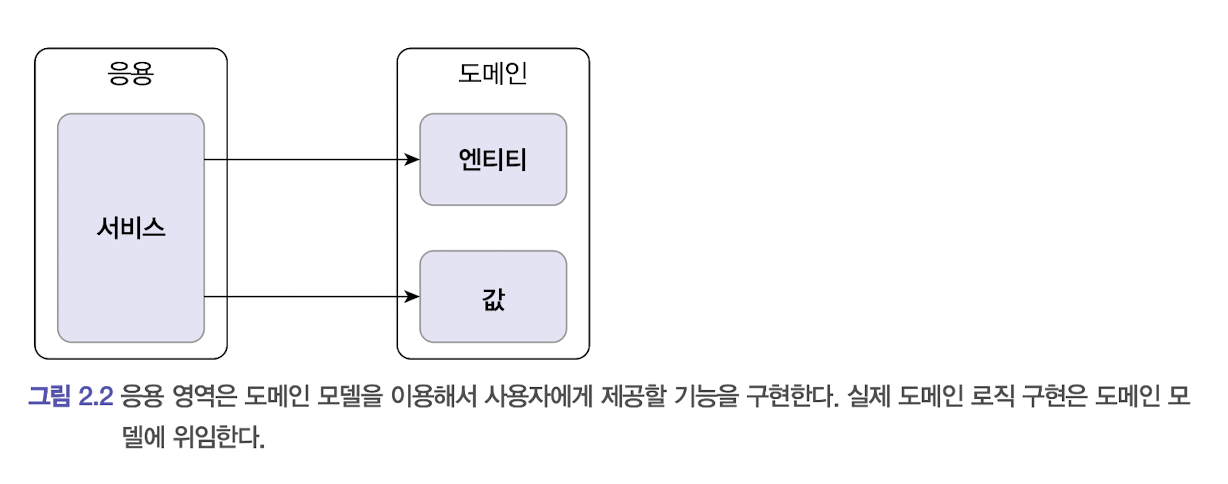 응용
도메인
엔티티
서비스
값
그림 2.2 응용 영역은 도메인 모델을 이용해서 사용자에게 제공할 기능을 구현한다. 실제 도메인 로직 구현은 도메인 모
델에 위임한다.